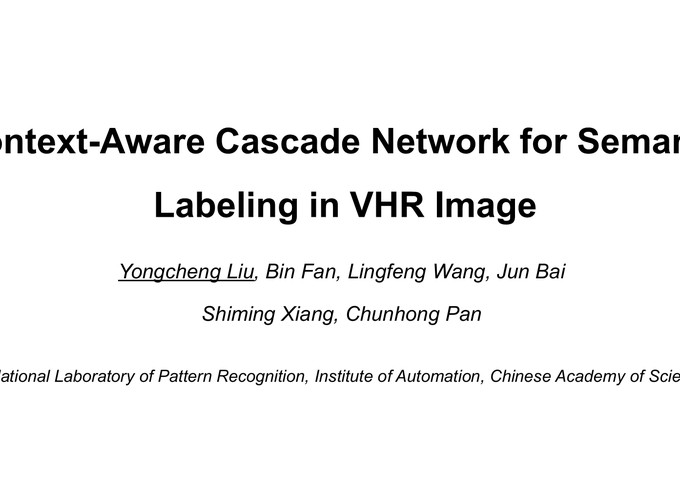 ontext-Aware Cascade Network for Seman
Labeling in VHR Image
Yongcheng Liu, Bin Fan, Lingfeng Wang, Jun Bai
Shiming Xiang, Chunhong Pan
ational Laboratory of Pattern Recognition, Institute of Automation, Chinese Academy of Scie